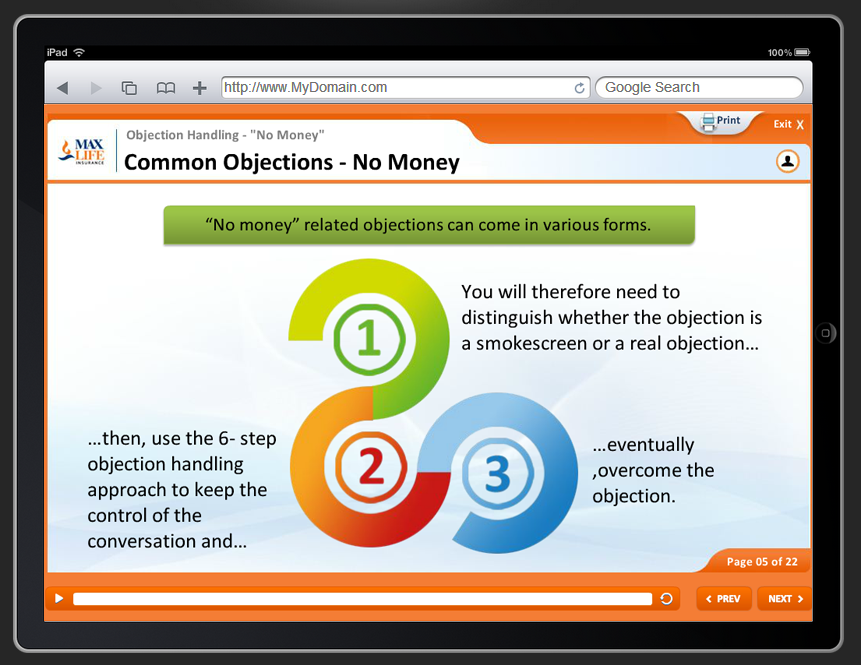 iPad
100%
http://www.MyDomain.com
Google Search
Print
Exit X
MAX
LIFE
INSURANCE
Objection Handling - "No Money"
Common Objections - No Money
“No money” related objections can come in various forms.
1
You will therefore need to
distinguish whether the objection is
a smokescreen or a real objection…
…then, use the 6- step
objection handling
approach to keep the
control of the
conversation and…
2
3
…eventually
,overcome the
objection.
Page 05 of 22
PREV
NEXT